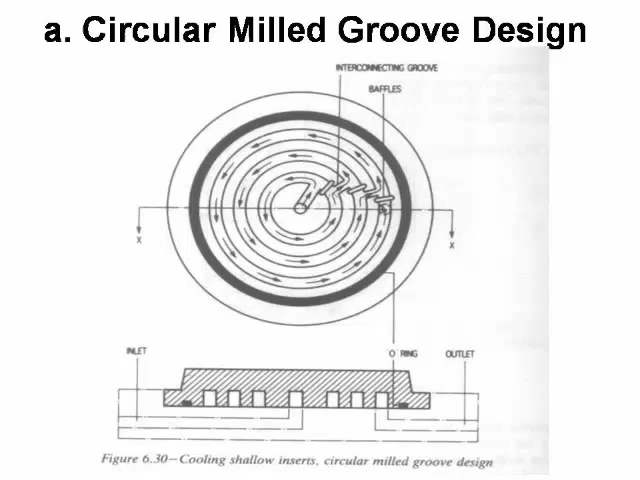 a. Circular Milled Groove Design
INTERCONNECTING GROOVE
BAFFLES
X
X
INLET
O RING
OUTLET
Figure 6.30—Cooling shallow inserts, circular milled groove design